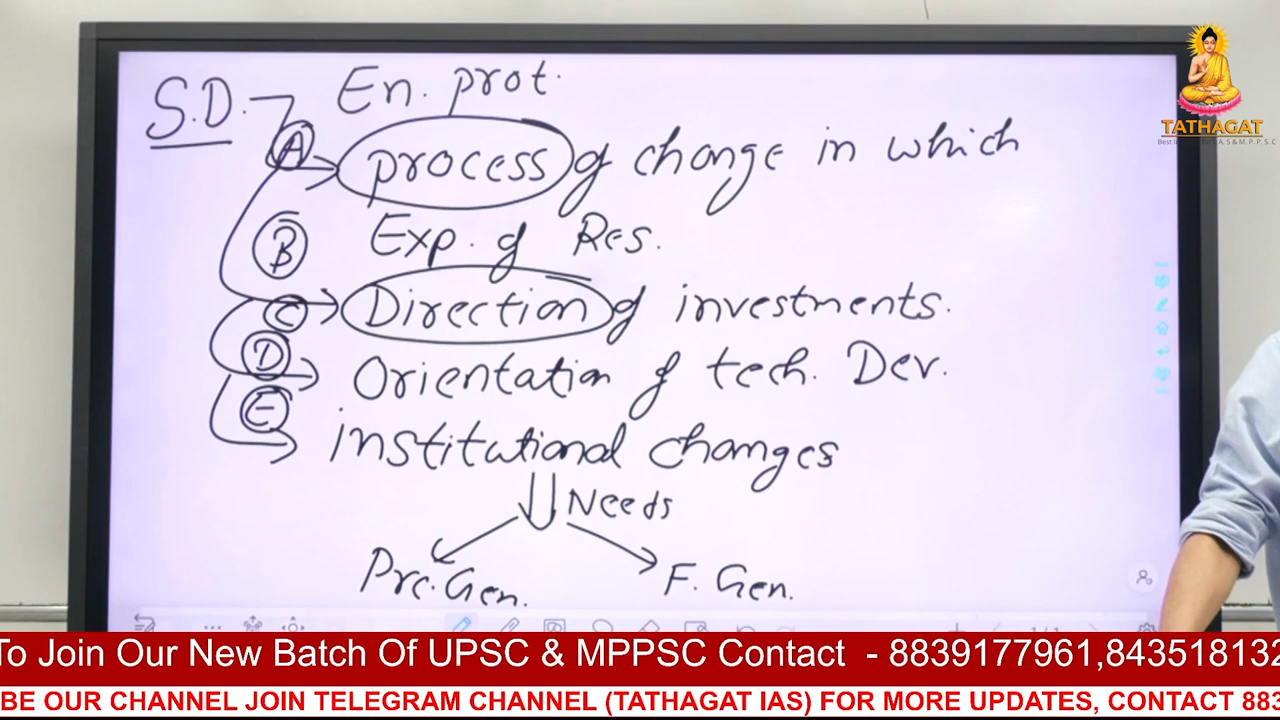 S.D. En. prot.
A process of change in which
B Exp. of Res.
C Direction of investments.
D Orientation of tech. Dev.
E institutional changes
Needs
Pre. Gen. F. Gen.
TATHAGAT
To Join Our New Batch Of UPSC & MPPSC Contact - 8839177961,843518132
BE OUR CHANNEL JOIN TELEGRAM CHANNEL (TATHAGAT IAS) FOR MORE UPDATES, CONTACT 883